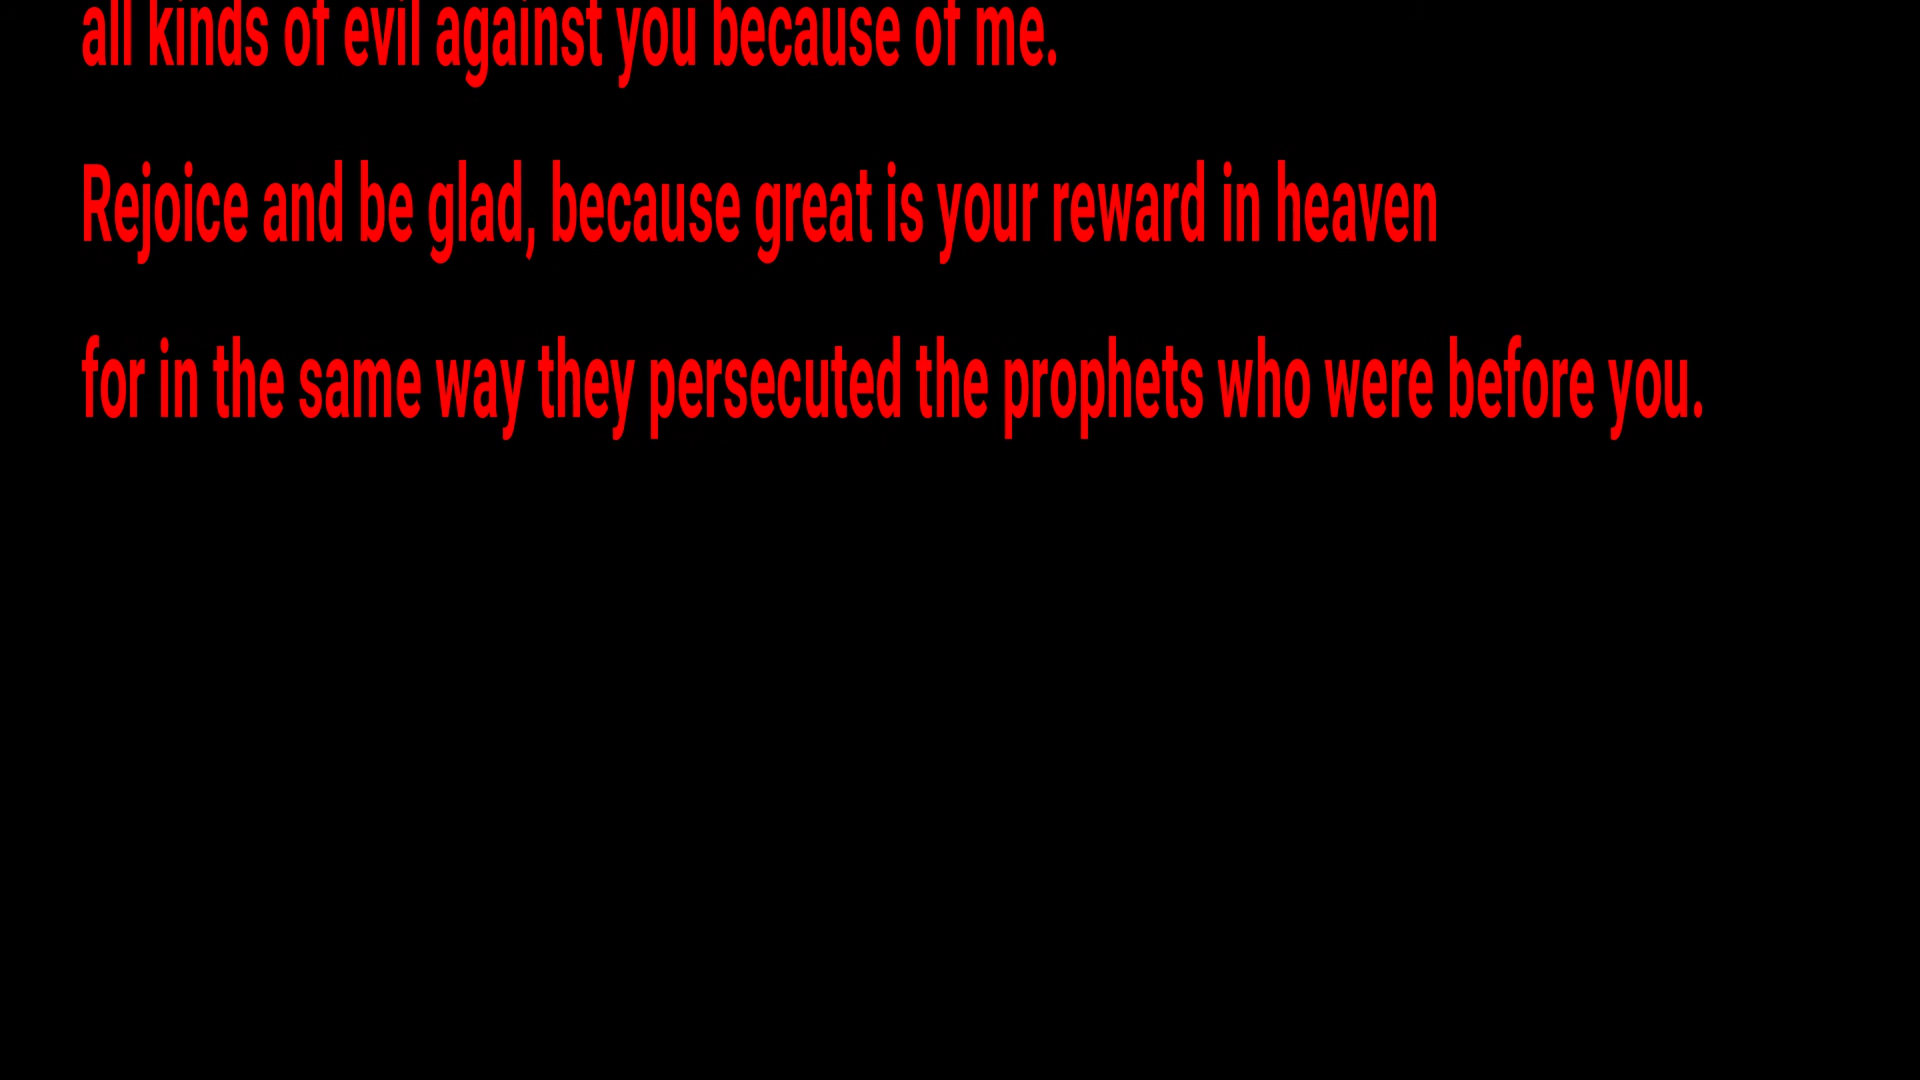 all kinds of evil against you because of me.
Rejoice and be glad, because great is your reward in heaven
for in the same way they persecuted the prophets who were before you.